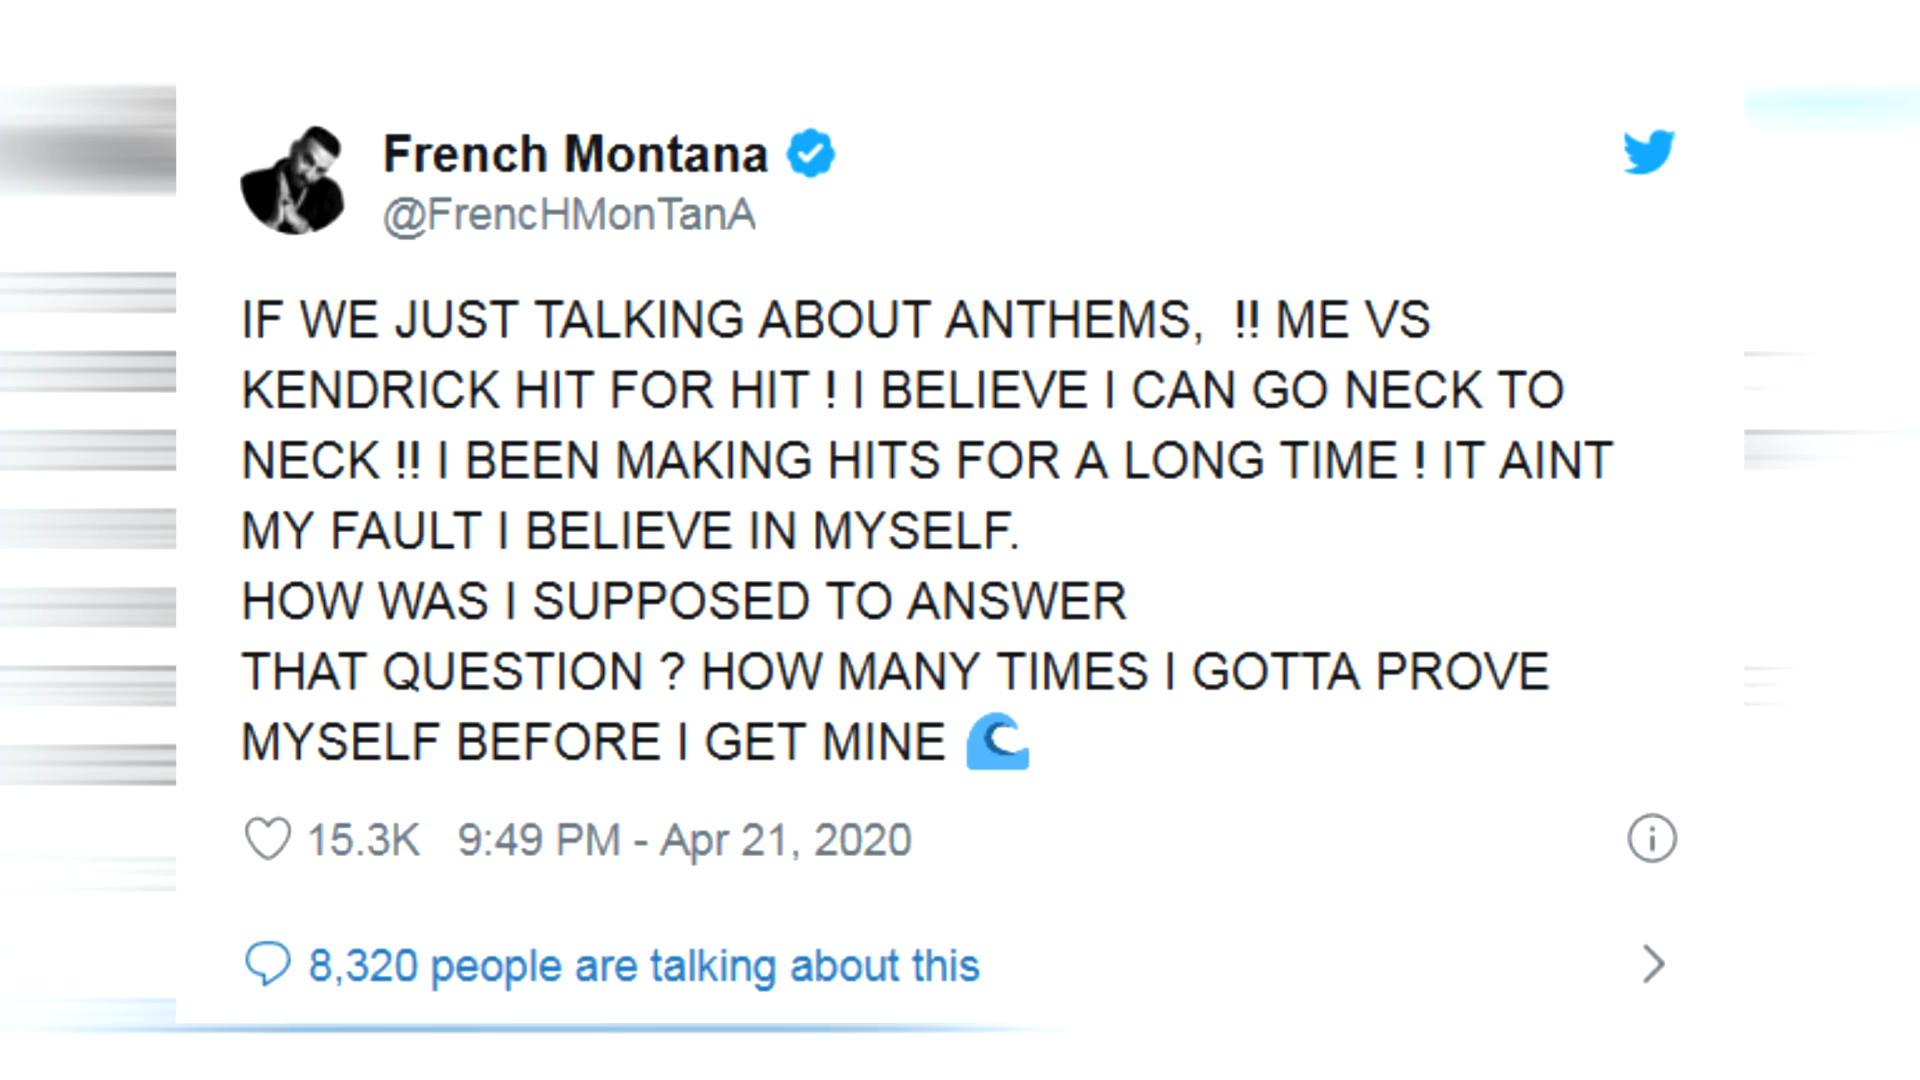 French Montana
@FrencHMonTanA
IF WE JUST TALKING ABOUT ANTHEMS,  !! ME VS
KENDRICK HIT FOR HIT ! I BELIEVE I CAN GO NECK TO
NECK !! I BEEN MAKING HITS FOR A LONG TIME ! IT AINT
MY FAULT I BELIEVE IN MYSELF.
HOW WAS I SUPPOSED TO ANSWER
THAT QUESTION ? HOW MANY TIMES I GOTTA PROVE
MYSELF BEFORE I GET MINE 🌊
15.3K 9:49 PM - Apr 21, 2020
8,320 people are talking about this